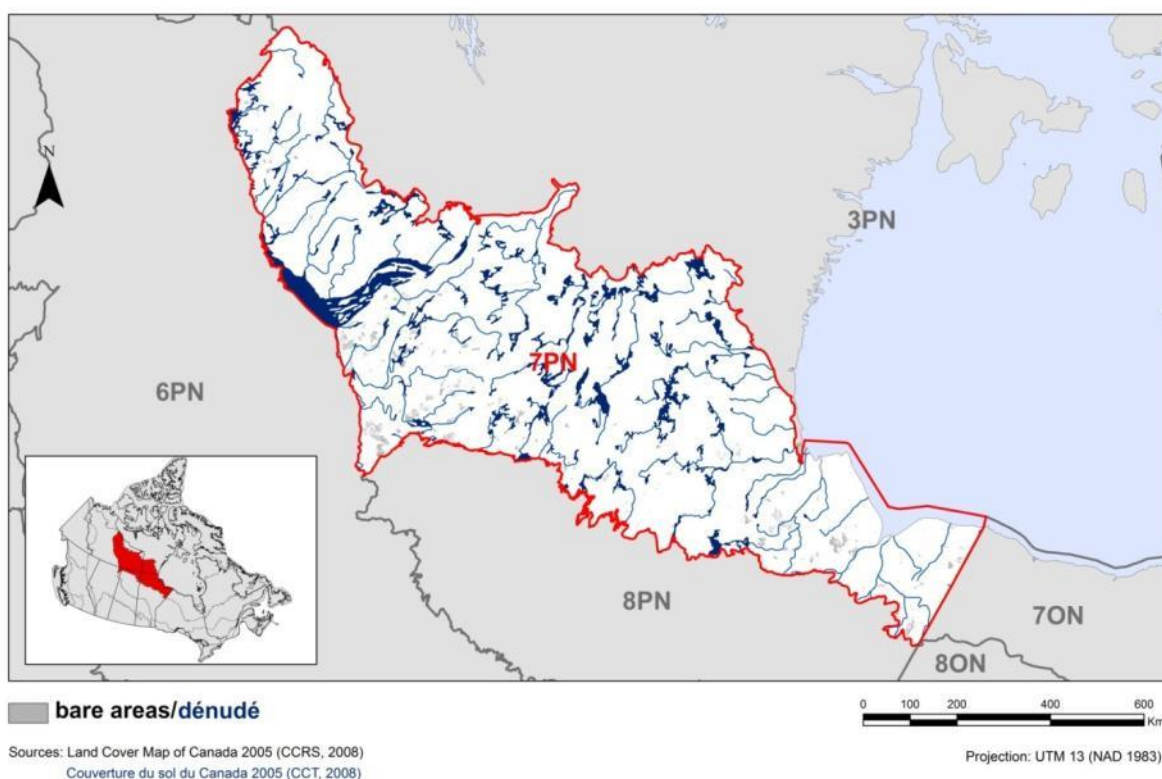 3PN
N
7PN
6PN
8PN
7ON
8ON
bare areas/dénudé
0 100 200 400 600
Km
Sources: Land Cover Map of Canada 2005 (CCRS, 2008)
Couverture du sol du Canada 2005 (CCT, 2008)
Projection: UTM 13 (NAD 1983)